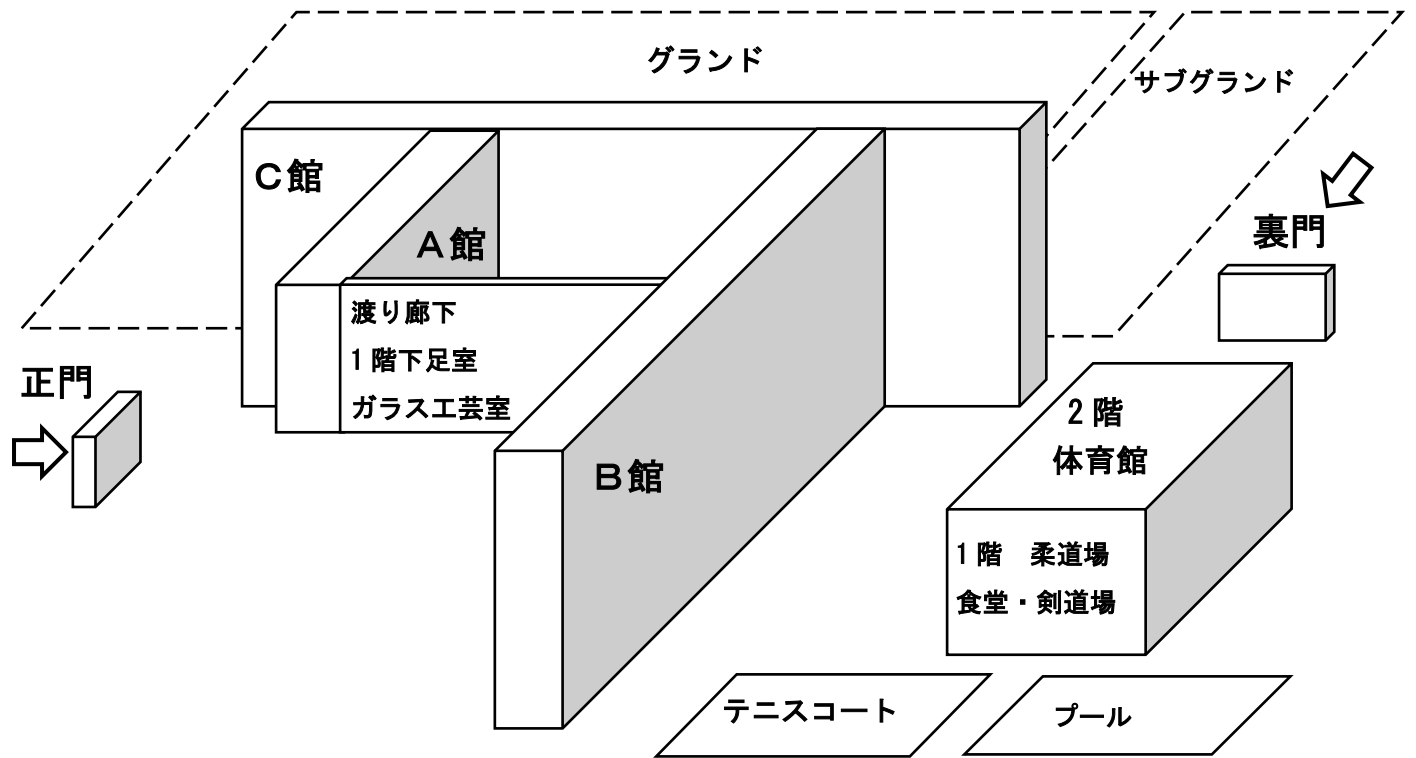 グランド
サブグランド
C館
A館
裏門
渡り廊下
1階下足室
ガラス工芸室
正門
2階
体育館
B館
1階　柔道場
食堂・剣道場
テニスコート
プール